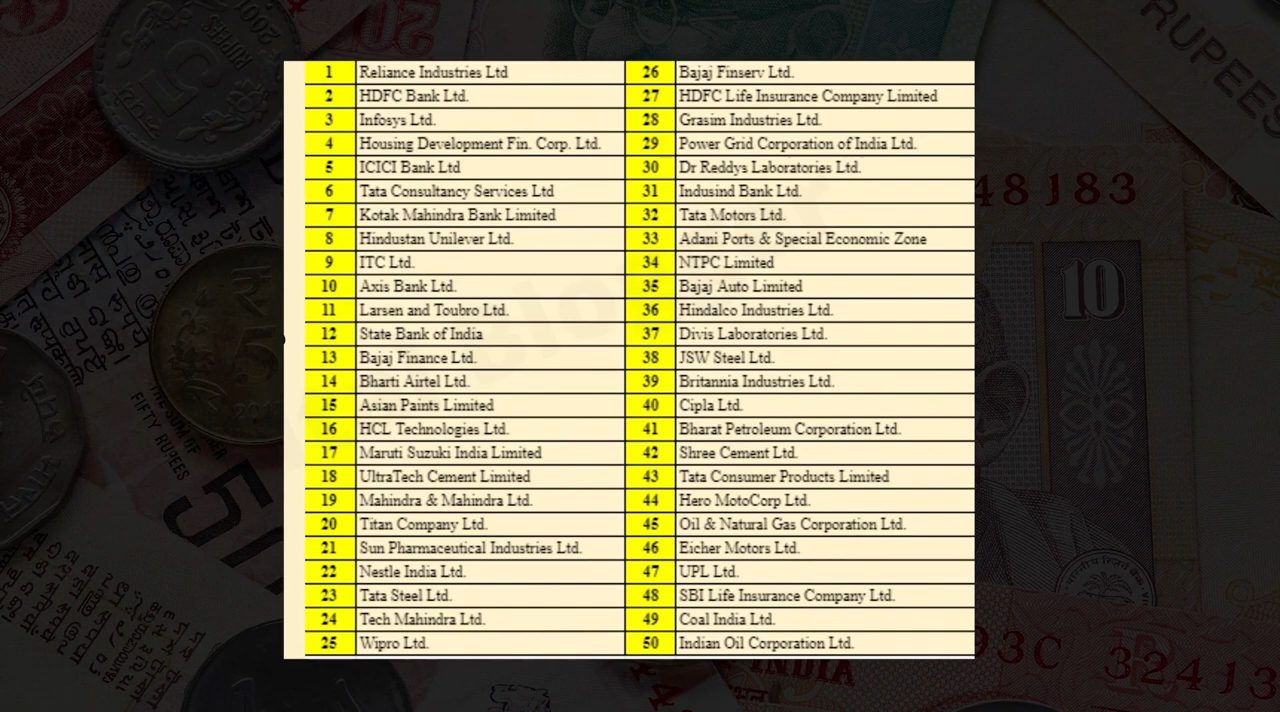 1 Reliance Industries Ltd
2 HDFC Bank Ltd.
3 Infosys Ltd.
4 Housing Development Fin. Corp. Ltd.
5 ICICI Bank Ltd
6 Tata Consultancy Services Ltd
7 Kotak Mahindra Bank Limited
8 Hindustan Unilever Ltd.
9 ITC Ltd.
10 Axis Bank Ltd.
11 Larsen and Toubro Ltd.
12 State Bank of India
13 Bajaj Finance Ltd.
14 Bharti Airtel Ltd.
15 Asian Paints Limited
16 HCL Technologies Ltd.
17 Maruti Suzuki India Limited
18 UltraTech Cement Limited
19 Mahindra & Mahindra Ltd.
20 Titan Company Ltd.
21 Sun Pharmaceutical Industries Ltd.
22 Nestle India Ltd.
23 Tata Steel Ltd.
24 Tech Mahindra Ltd.
25 Wipro Ltd.
26 Bajaj Finserv Ltd.
27 HDFC Life Insurance Company Limited
28 Grasim Industries Ltd.
29 Power Grid Corporation of India Ltd.
30 Dr Reddys Laboratories Ltd.
31 Indusind Bank Ltd.
32 Tata Motors Ltd.
33 Adani Ports & Special Economic Zone
34 NTPC Limited
35 Bajaj Auto Limited
36 Hindalco Industries Ltd.
37 Divis Laboratories Ltd.
38 JSW Steel Ltd.
39 Britannia Industries Ltd.
40 Cipla Ltd.
41 Bharat Petroleum Corporation Ltd.
42 Shree Cement Ltd.
43 Tata Consumer Products Limited
44 Hero MotoCorp Ltd.
45 Oil & Natural Gas Corporation Ltd.
46 Eicher Motors Ltd.
47 UPL Ltd.
48 SBI Life Insurance Company Ltd.
49 Coal India Ltd.
50 Indian Oil Corporation Ltd.
RUPEES
48 1 8 3
10
FIFTY RUPEES
INDIA
93C 32413